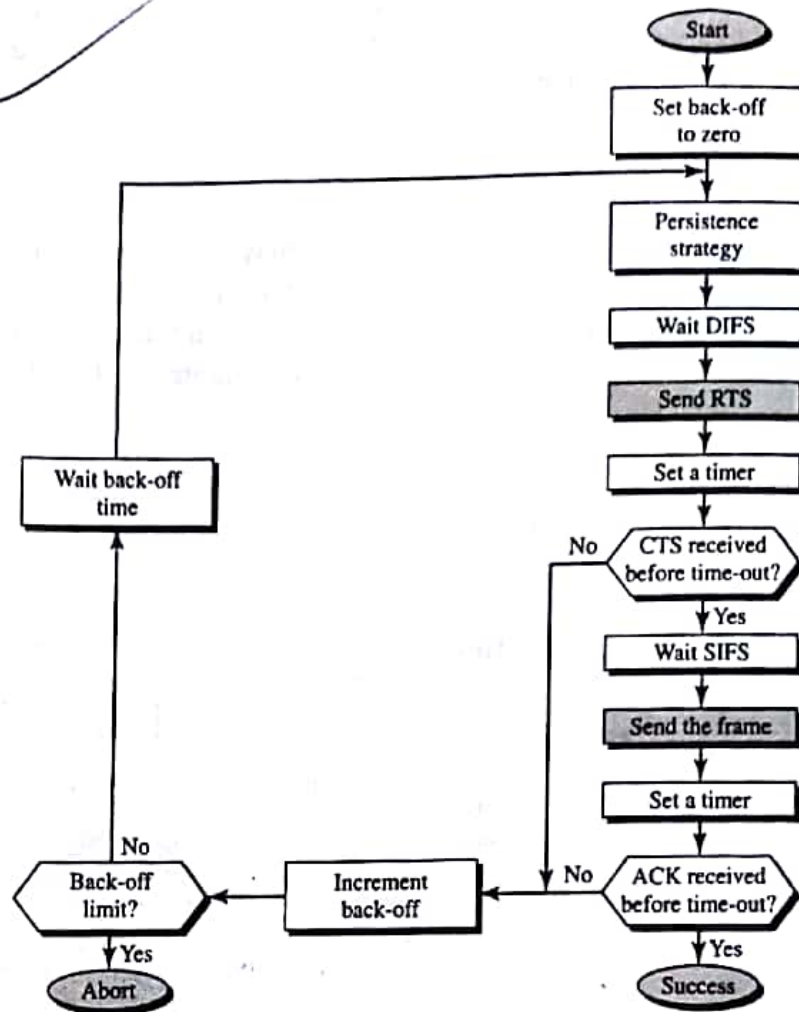 Start
Set back-off
to zero
Persistence
strategy
Wait DIFS
Send RTS
Set a timer
Wait back-off
time
No
CTS received
before time-out?
Yes
Wait SIFS
Send the frame
Set a timer
No
Back-off
limit?
Increment
back-off
No
ACK received
before time-out?
Yes
Abort
Yes
Success